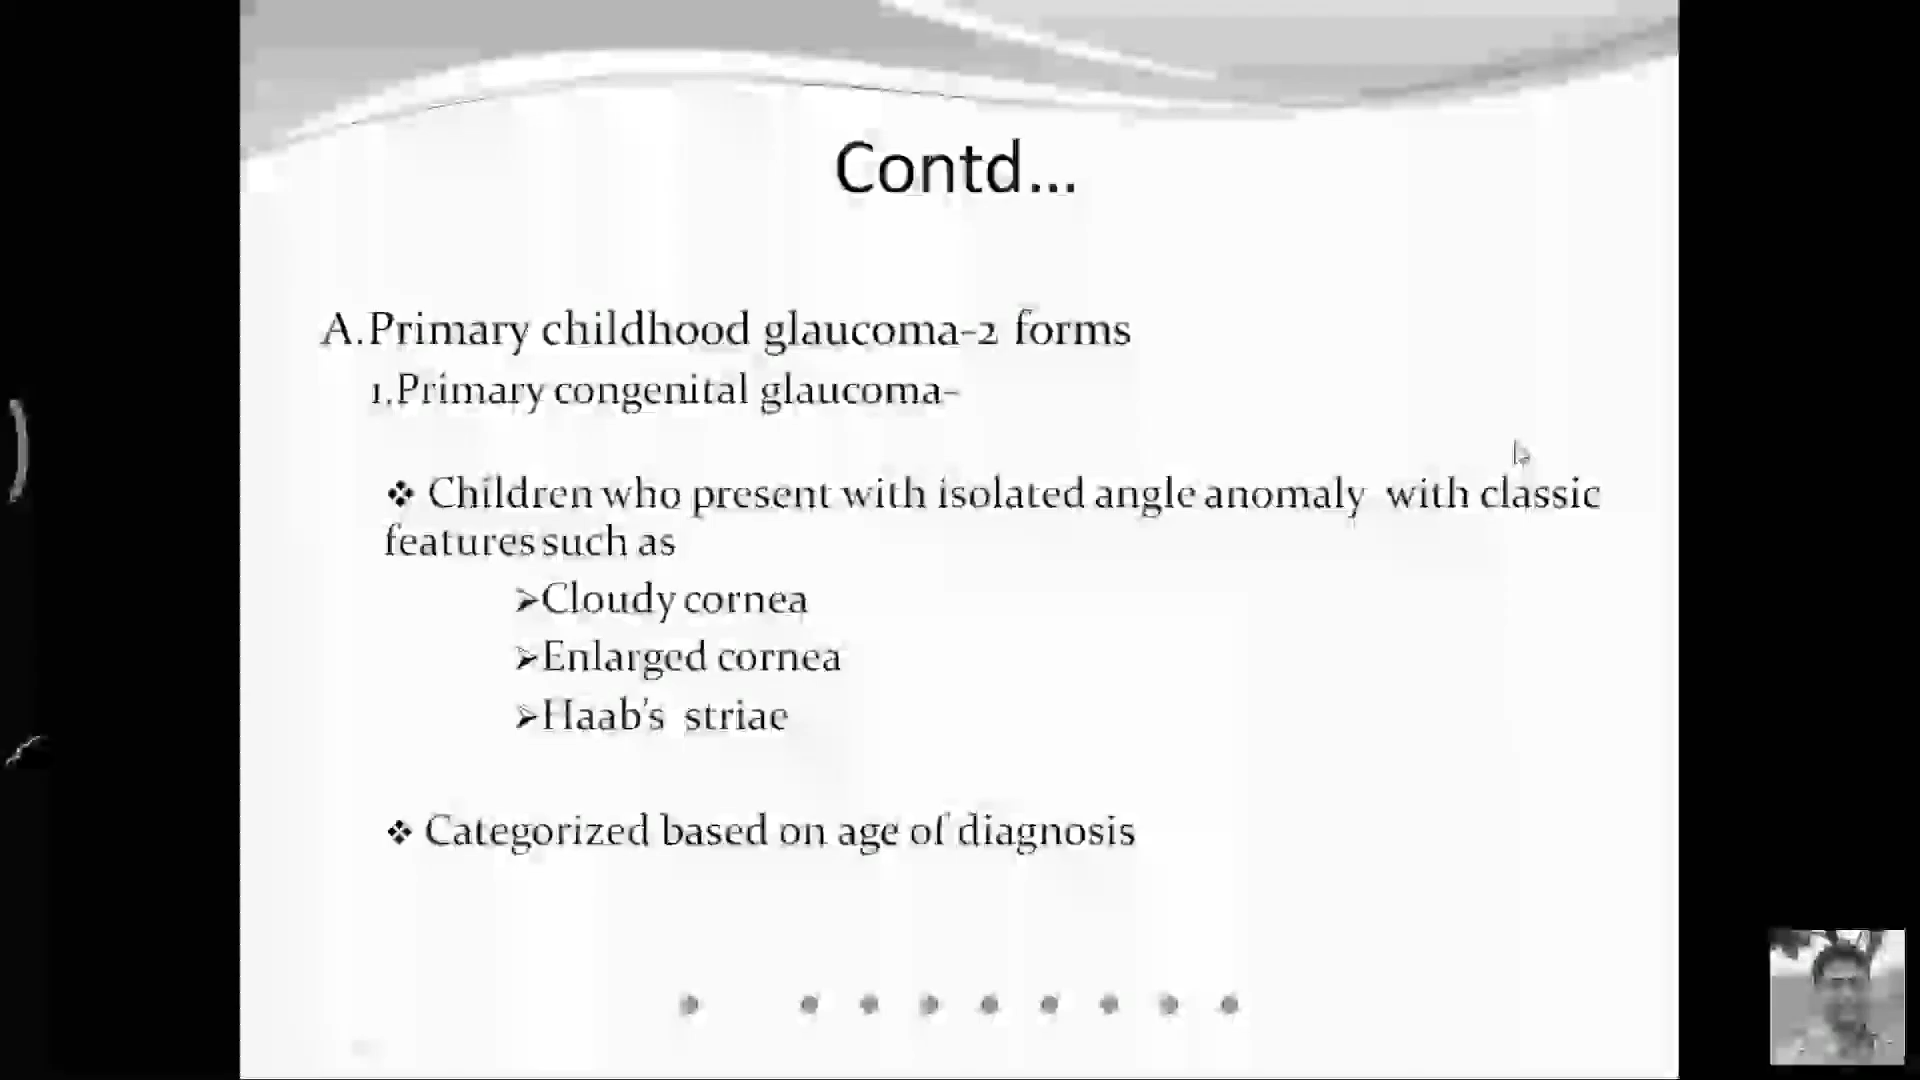 Contd...
A.Primary childhood glaucoma-2 forms
1.Primary congenital glaucoma-
❖ Children who present with isolated angle anomaly with classic
features such as
➢Cloudy cornea
➢Enlarged cornea
➢Haab's striae
❖ Categorized based on age of diagnosis